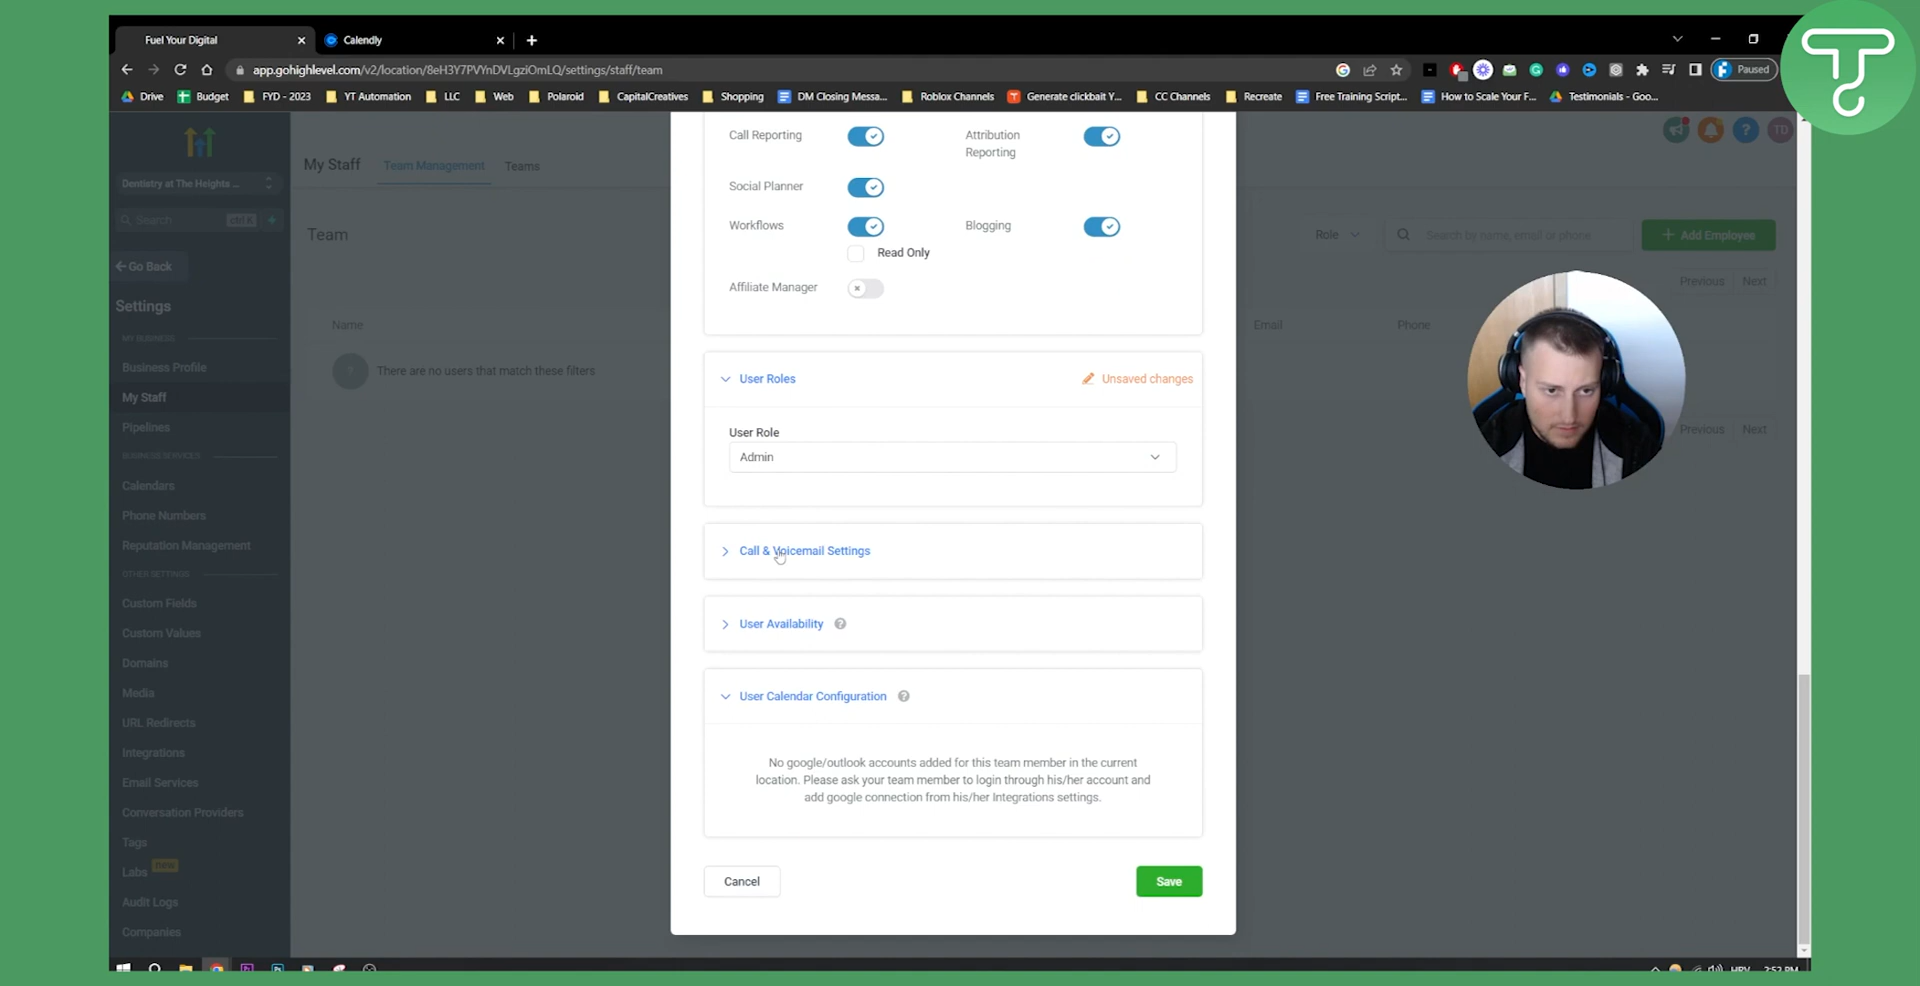 Fuel Your Digital
Calendly
app.gohighlevel.com/v2/location/8eH3Y7PVYnDVLgziOmLQ/settings/staff/team
Paused
Drive
Budget
FYD - 2023
YT Automation
LLC
Web
Polaroid
CapitalCreatives
Shopping
DM Closing Messa...
Roblox Channels
Generate clickbait Y...
CC Channels
Recreate
Free Training Script...
How to Scale Your F...
Testimonials - Goo...
Dentistry at The Heights ...
Search
ctrl K
Go Back
Settings
MY BUSINESS
Business Profile
My Staff
Pipelines
BUSINESS SERVICES
Calendars
Phone Numbers
Reputation Management
OTHER SETTINGS
Custom Fields
Custom Values
Domains
Media
URL Redirects
Integrations
Email Services
Conversation Providers
Tags
Labs new
Audit Logs
Companies
My Staff
Team Management
Teams
TD
Team
Role
Search by name, email or phone
+ Add Employee
Previous Next
Name
Email
Phone
There are no users that match these filters
Previous Next
Call Reporting
Attribution
Reporting
Social Planner
Workflows
Blogging
Read Only
Affiliate Manager
User Roles
Unsaved changes
User Role
Admin
Call & Voicemail Settings
User Availability ?
User Calendar Configuration ?
No google/outlook accounts added for this team member in the current
location. Please ask your team member to login through his/her account and
add google connection from his/her Integrations settings.
Cancel
Save
HRV
2:52 PM